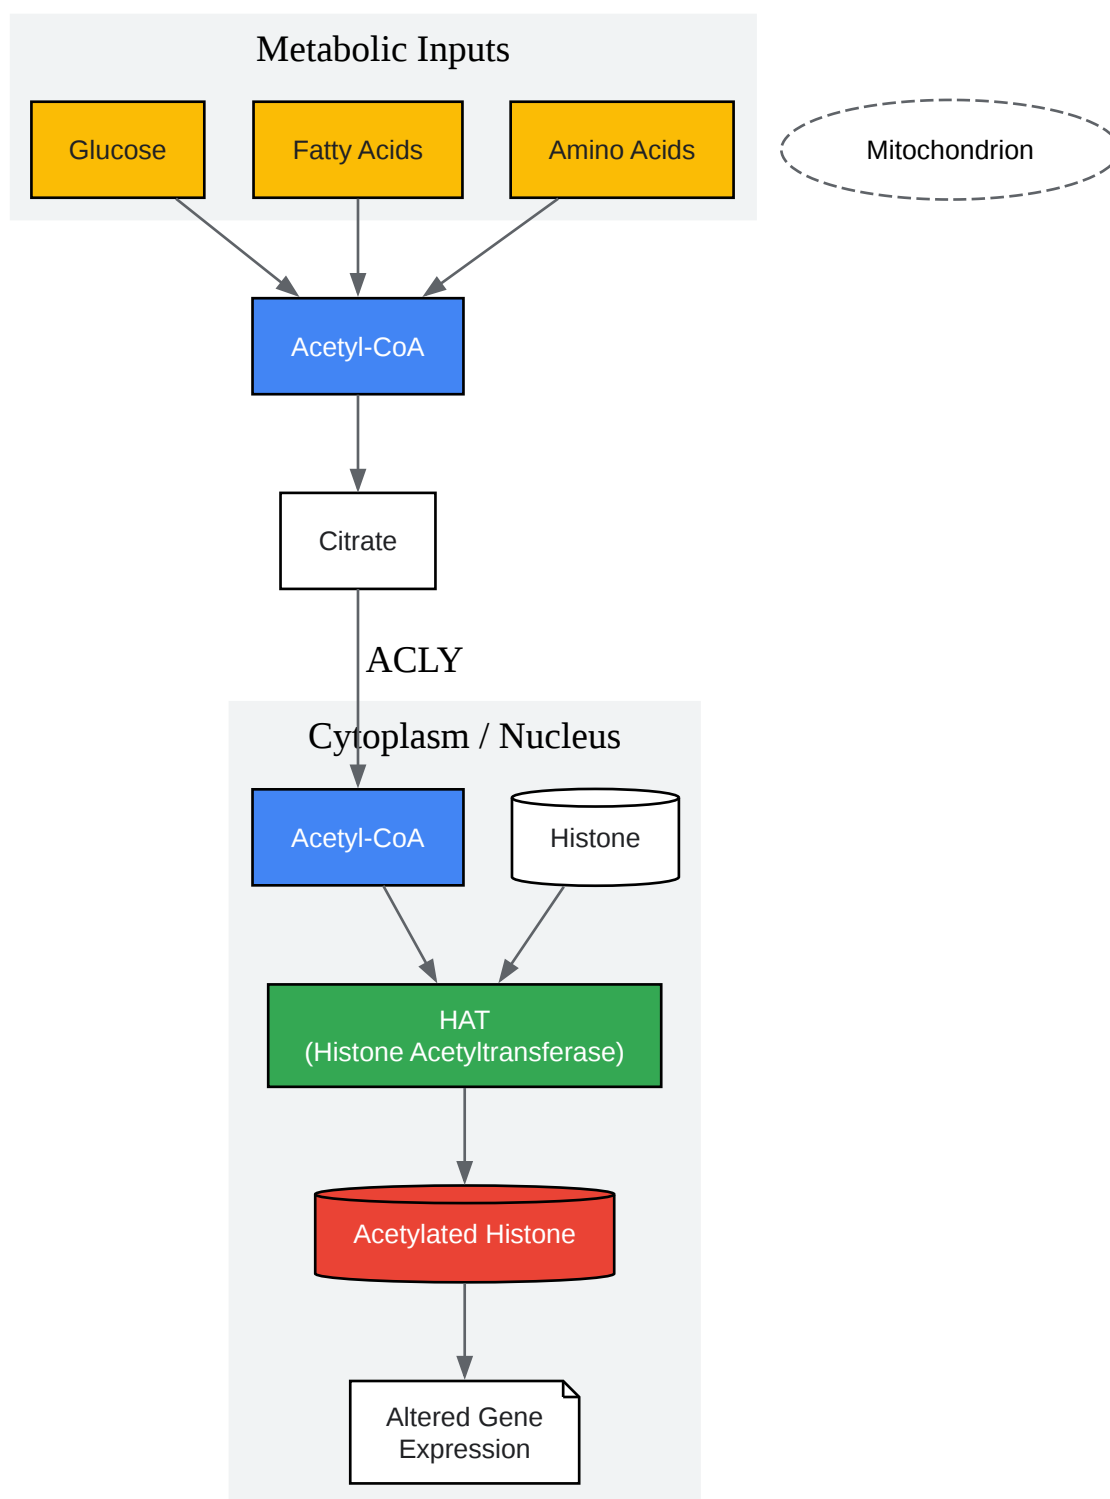 Metabolic Inputs
Glucose
Fatty Acids
Amino Acids
Mitochondrion
Acetyl-CoA
Citrate
ACLY
Cytoplasm / Nucleus
Acetyl-CoA
Histone
HAT
(Histone Acetyltransferase)
Acetylated Histone
Altered Gene
Expression